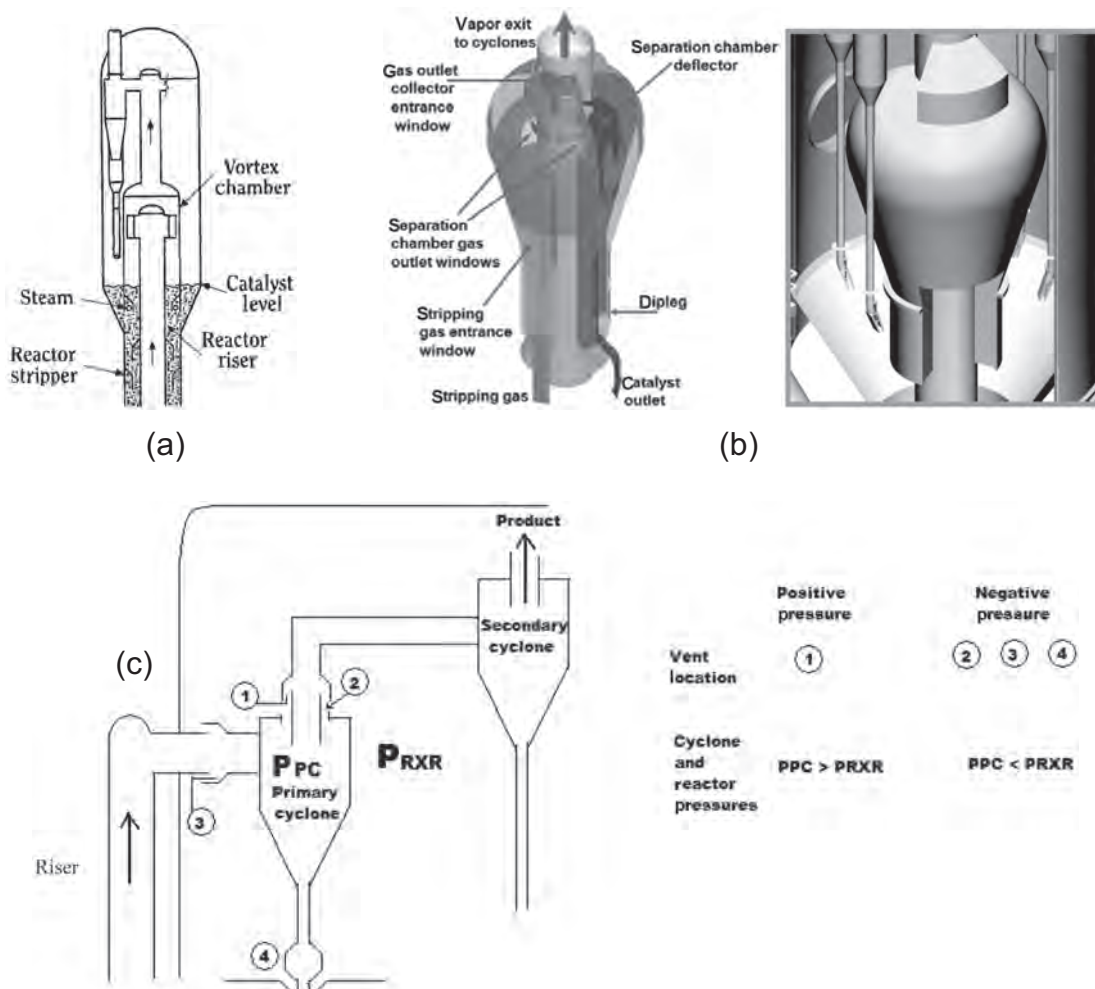 Vortex
chamber
Catalyst
level
Steam
Reactor
riser
Reactor
stripper
(a)
Vapor exit
to cyclones
Separation chamber
deflector
Gas outlet
collector
entrance
window
Separation
chamber gas
outlet windows
Stripping
gas entrance
window
Dipleg
Stripping gas
Catalyst
outlet
(b)
(c)
Product
Secondary
cyclone
1
2
PPC
Primary
cyclone
PRXR
3
Riser
4
Positive
pressure
Negative
pressure
Vent
location
1
2 3 4
Cyclone
and
reactor
pressures
PPC > PRXR
PPC < PRXR